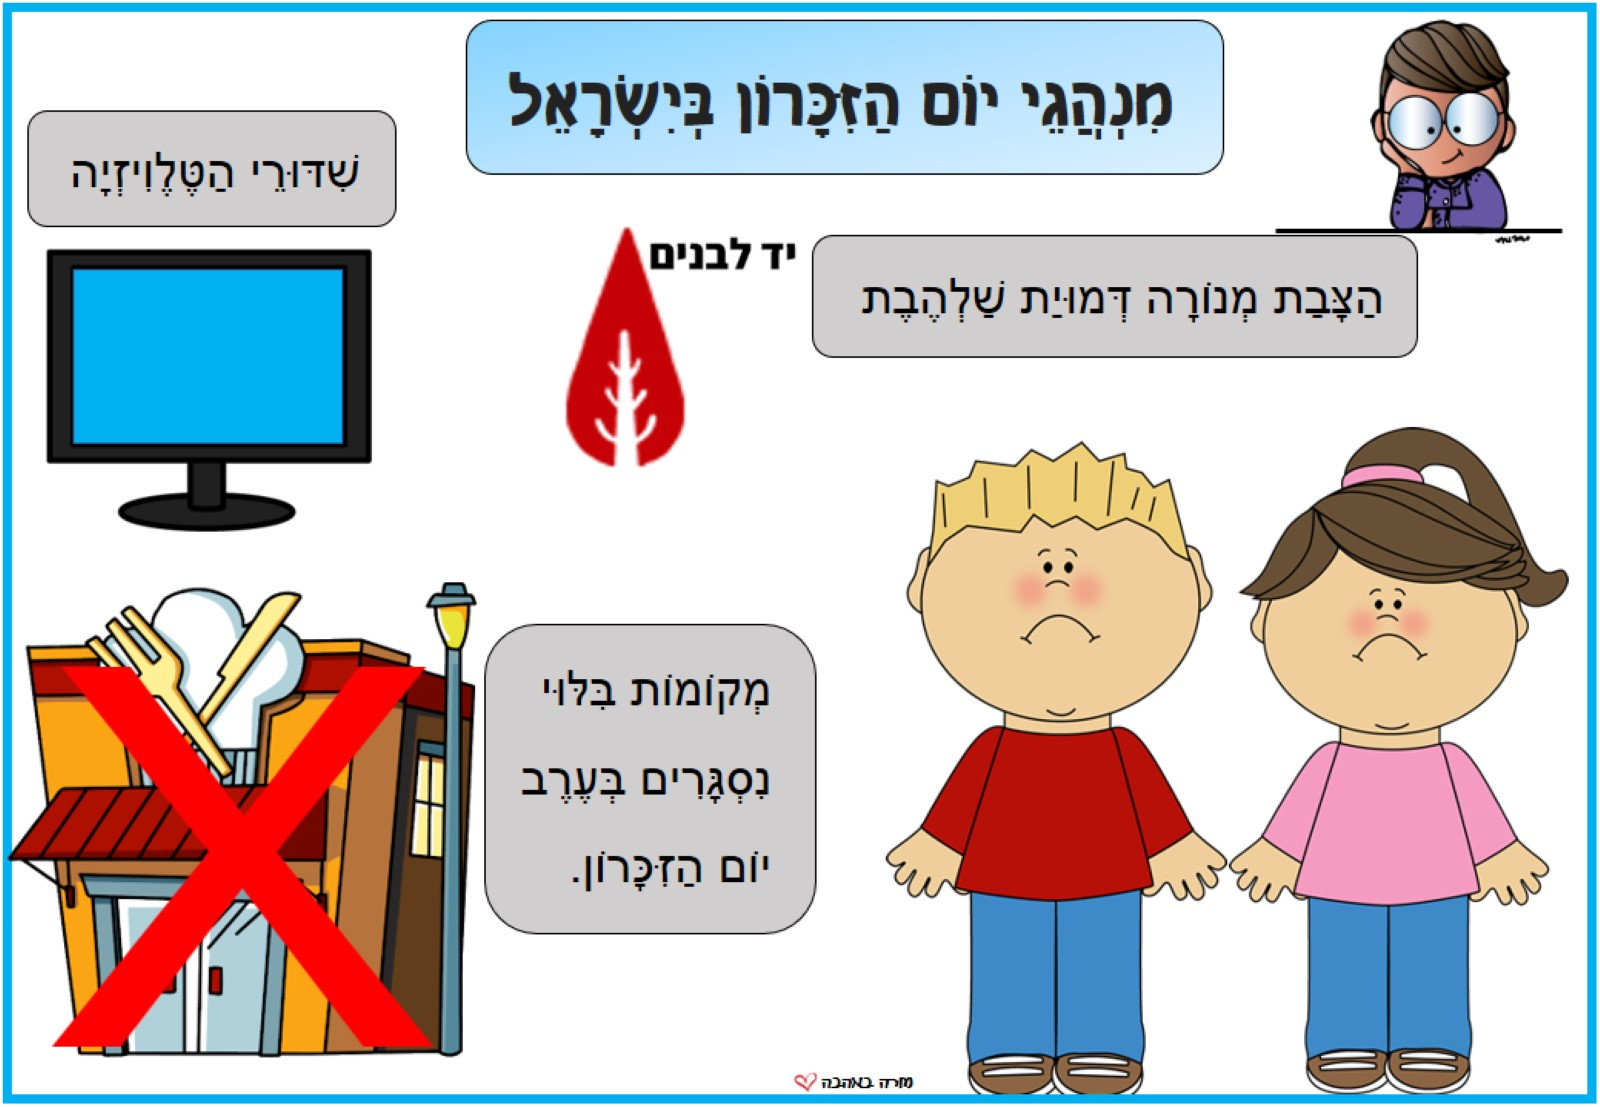 מִנְהֲגֵי יוֹם הַזִּכָּרוֹן בְּיִשְׂרָאֵל
שִׁדּוּרֵי הַטֶּלֶוִיזְיָה
יד לבנים
הַצָּבַת מְנוֹרָה דְּמוּיַת שַׁלְהֶבֶת
מְקוֹמוֹת בִּלּוּי
נִסְגָּרִים בְּעֶרֶב
יוֹם הַזִּכָּרוֹן.
מורה באהבה